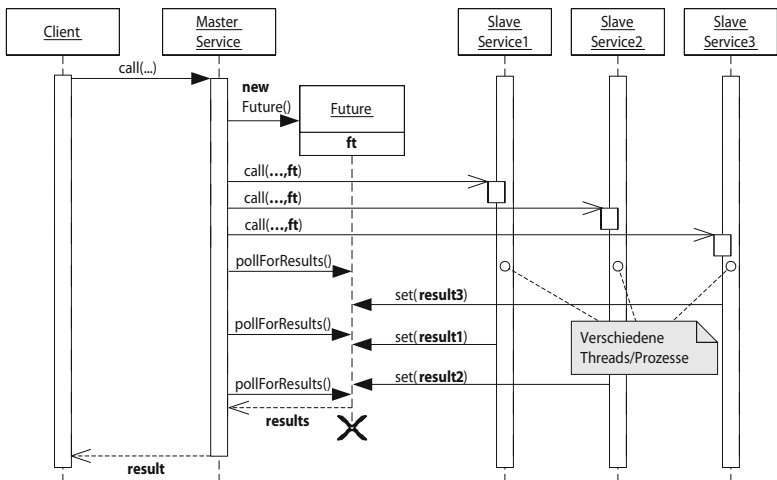 Client
Master
Service
Slave
Service1
Slave
Service2
Slave
Service3
call(...)
new
Future()
Future
ft
call(...,ft)
call(...,ft)
call(...,ft)
pollForResults()
set(result3)
pollForResults()
set(result1)
Verschiedene
Threads/Prozesse
pollForResults()
set(result2)
results
result